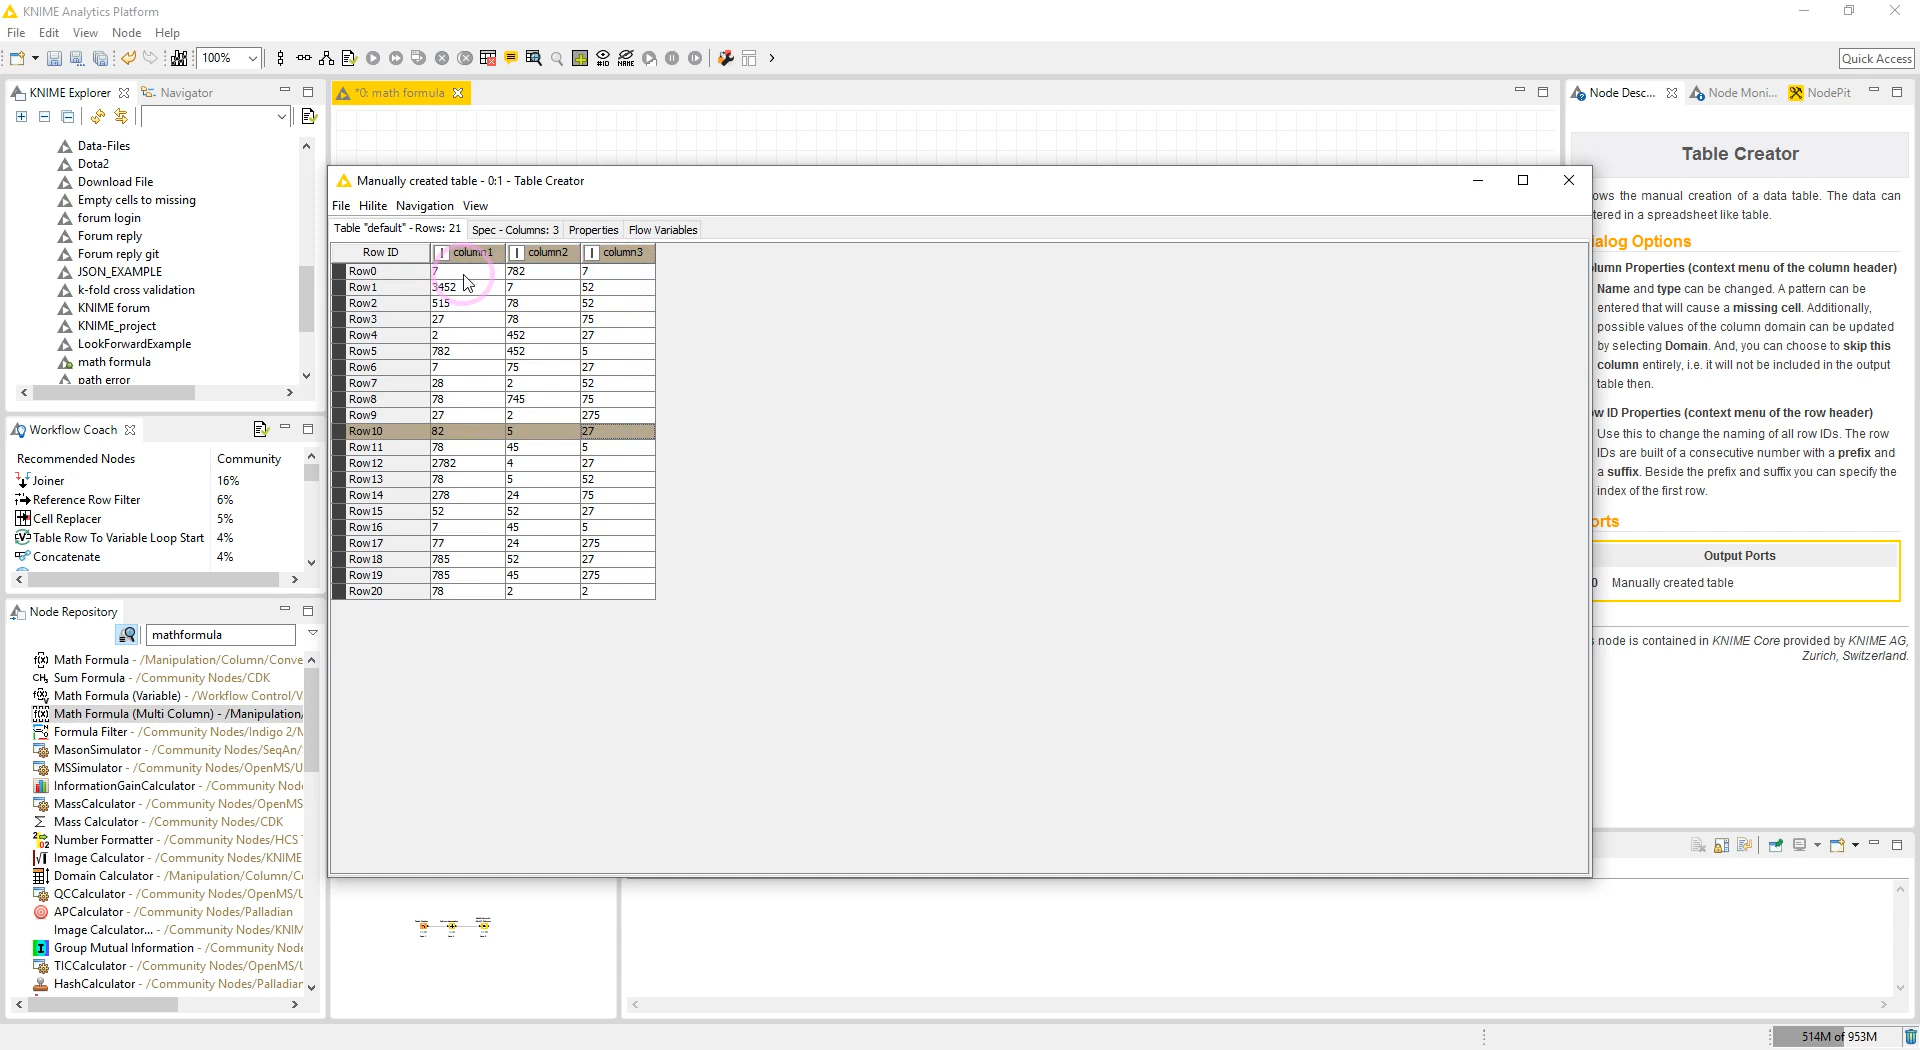 KNIME Analytics Platform
File Edit View Node Help
100%
Quick Access
KNIME Explorer
Navigator
Data-Files
Dota2
Download File
Empty cells to missing
forum login
Forum reply
Forum reply git
JSON_EXAMPLE
k-fold cross validation
KNIME forum
KNIME_project
LookForwardExample
math formula
path error
Workflow Coach
Recommended Nodes Community
Joiner 16%
Reference Row Filter 6%
Cell Replacer 5%
Table Row To Variable Loop Start 4%
Concatenate 4%
Node Repository
mathformula
Math Formula - /Manipulation/Column/Conve
Sum Formula - /Community Nodes/CDK
Math Formula (Variable) - /Workflow Control/V
Math Formula (Multi Column) - /Manipulation/
Formula Filter - /Community Nodes/Indigo 2/M
MasonSimulator - /Community Nodes/SeqAn/
MSSimulator - /Community Nodes/OpenMS/U
InformationGainCalculator - /Community Node
MassCalculator - /Community Nodes/OpenMS
Mass Calculator - /Community Nodes/CDK
Number Formatter - /Community Nodes/HCS
Image Calculator - /Community Nodes/KNIME
Domain Calculator - /Manipulation/Column/C
QCCalculator - /Community Nodes/OpenMS/U
APCalculator - /Community Nodes/Palladian
Image Calculator... - /Community Nodes/KNIM
Group Mutual Information - /Community Node
TICCalculator - /Community Nodes/OpenMS/U
HashCalculator - /Community Nodes/Palladian
*0: math formula
Manually created table - 0:1 - Table Creator
File Hilite Navigation View
Table "default" - Rows: 21 Spec - Columns: 3 Properties Flow Variables
Row ID column1 column2 column3
Row0 7 782 7
Row1 3452 7 52
Row2 515 78 52
Row3 27 78 75
Row4 2 452 27
Row5 782 452 5
Row6 7 75 27
Row7 28 2 52
Row8 78 745 75
Row9 27 2 275
Row10 82 5 27
Row11 78 45 5
Row12 2782 4 27
Row13 78 5 52
Row14 278 24 75
Row15 52 52 27
Row16 7 45 5
Row17 77 24 275
Row18 785 52 27
Row19 785 45 275
Row20 78 2 2
Node Desc...
Node Moni...
NodePit
Table Creator
ows the manual creation of a data table. The data can
tered in a spreadsheet like table.
ialog Options
lumn Properties (context menu of the column header)
Name and type can be changed. A pattern can be
entered that will cause a missing cell. Additionally,
possible values of the column domain can be updated
by selecting Domain. And, you can choose to skip this
column entirely, i.e. it will not be included in the output
table then.
w ID Properties (context menu of the row header)
Use this to change the naming of all row IDs. The row
IDs are built of a consecutive number with a prefix and
a suffix. Beside the prefix and suffix you can specify the
index of the first row.
orts
Output Ports
0 Manually created table
node is contained in KNIME Core provided by KNIME AG,
Zurich, Switzerland.
514M of 953M